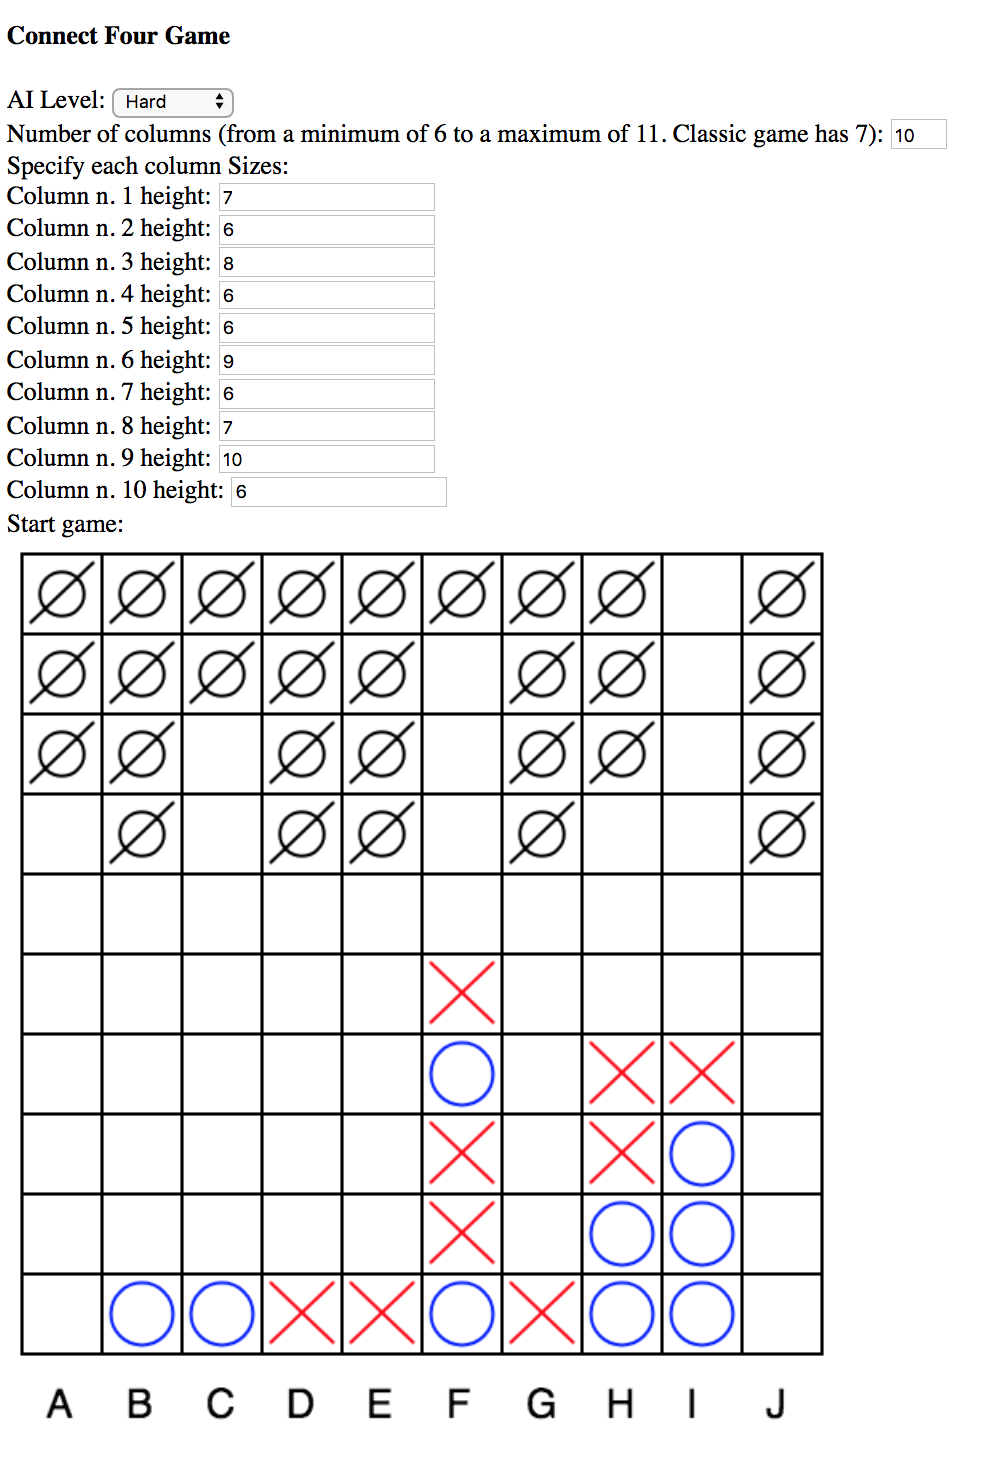 Connect Four Game
AI Level: Hard
Number of columns (from a minimum of 6 to a maximum of 11. Classic game has 7): 10
Specify each column Sizes:
Column n. 1 height: 7
Column n. 2 height: 6
Column n. 3 height: 8
Column n. 4 height: 6
Column n. 5 height: 6
Column n. 6 height: 9
Column n. 7 height: 6
Column n. 8 height: 7
Column n. 9 height: 10
Column n. 10 height: 6
Start game:
A B C D E F G H I J